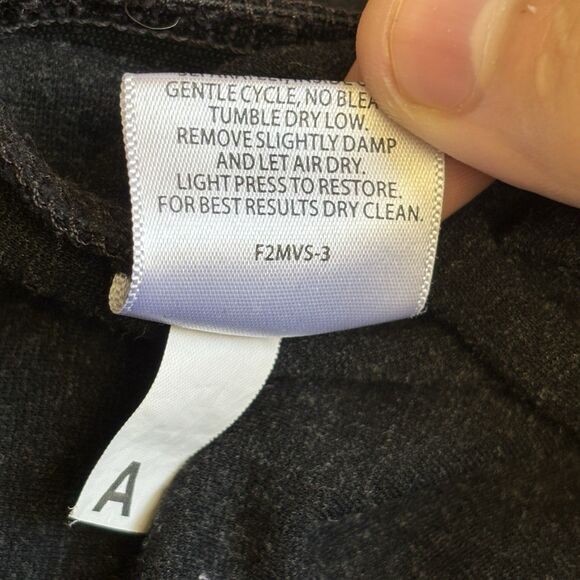 GENTLE CYCLE, NO
TUMBLE DRY LOW.
REMOVE SLIGHTLY DAMP
AND LET AIR DRY.
LIGHT PRESS TO RESTORE.
FOR BEST RESULTS DRY CLEAN.
F2MVS-3
A